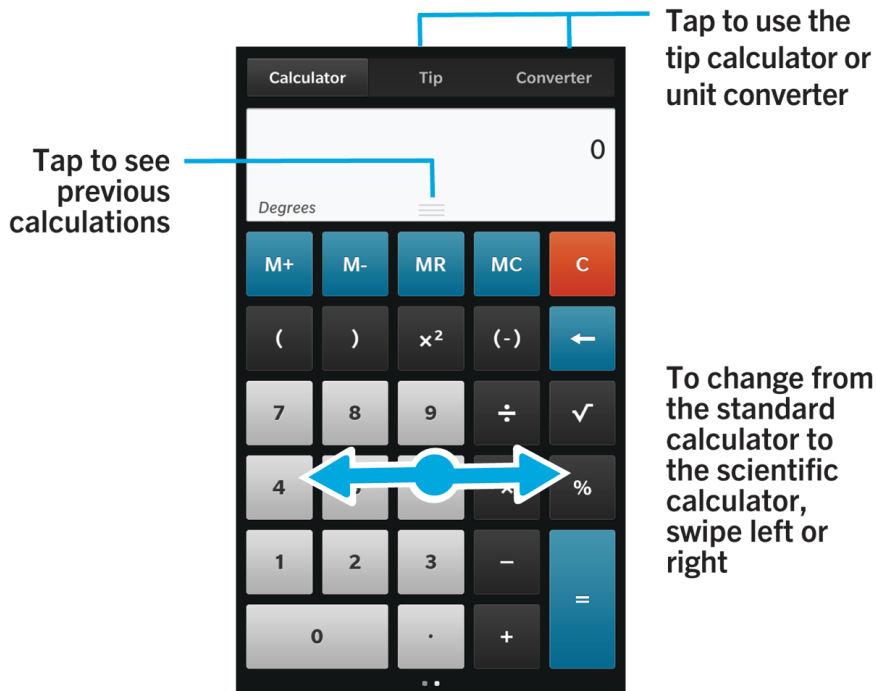 Tap to use the
tip calculator or
unit converter
Calculator Tip Converter
0
Tap to see
previous
calculations
Degrees
M+ M- MR MC C
( ) x² (-) ←
7 8 9 ÷ √
4 %
To change from
the standard
calculator to
the scientific
calculator,
swipe left or
right
1 2 3 −
=
0 . +